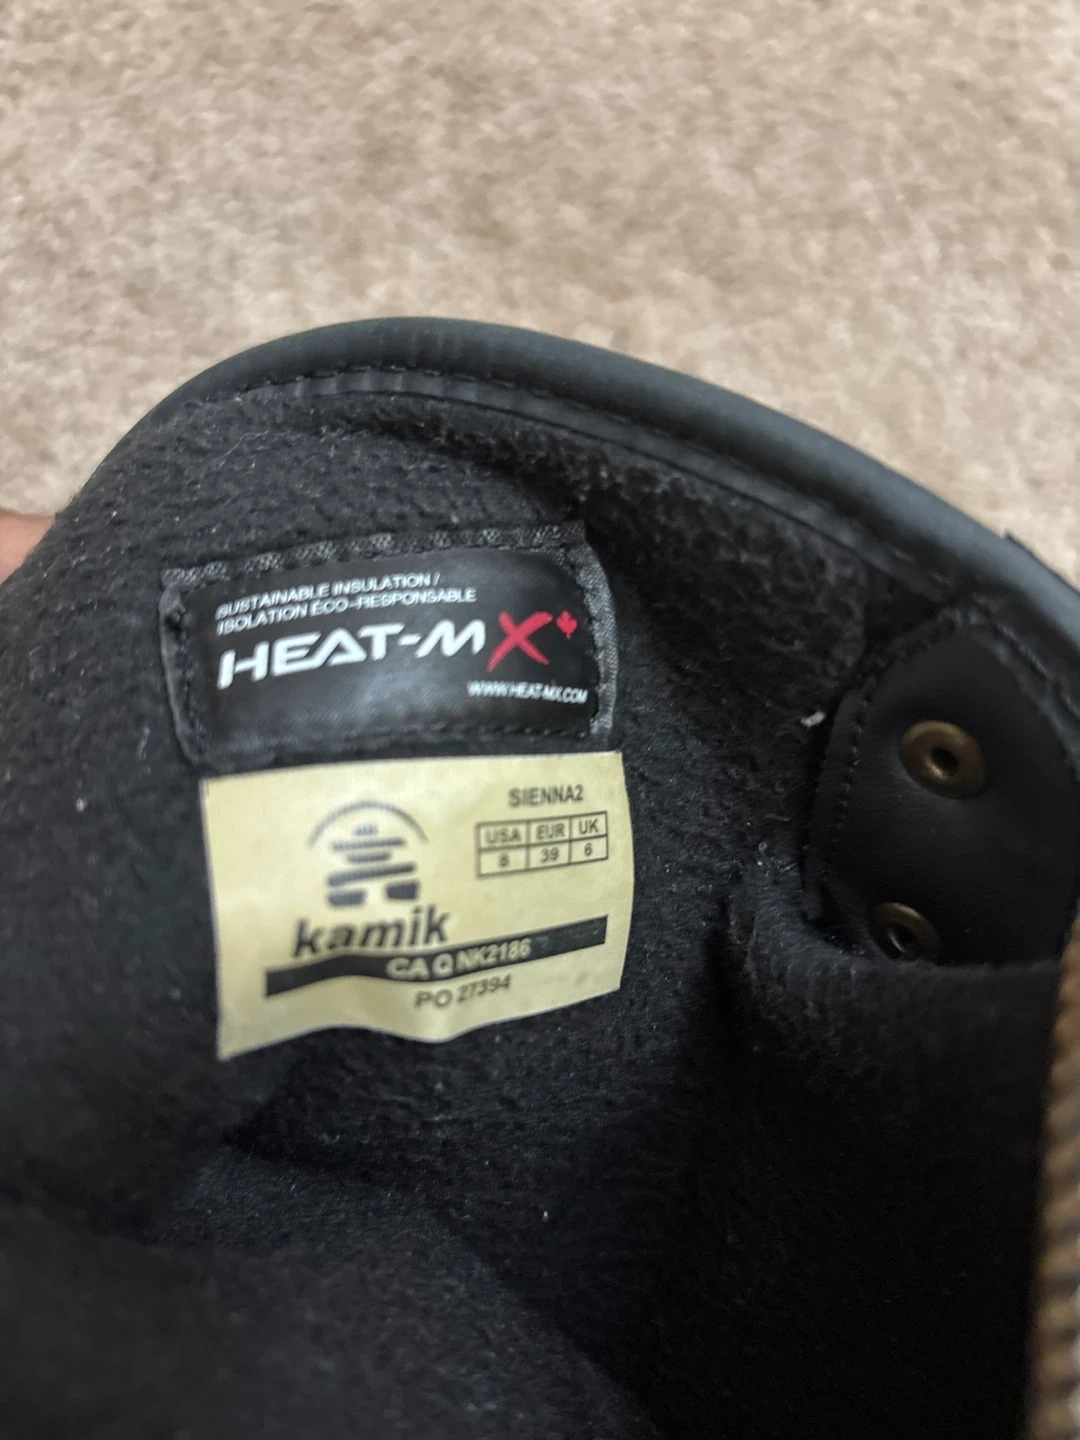 SUSTAINABLE INSULATION /
ISOLATION ÉCO-RESPONSABLE
HEAT-MX
WWW.HEAT-MX.COM
SIENNA2
USA EUR UK
8 39 6
kamik
CA Q NK2186
PO 27394